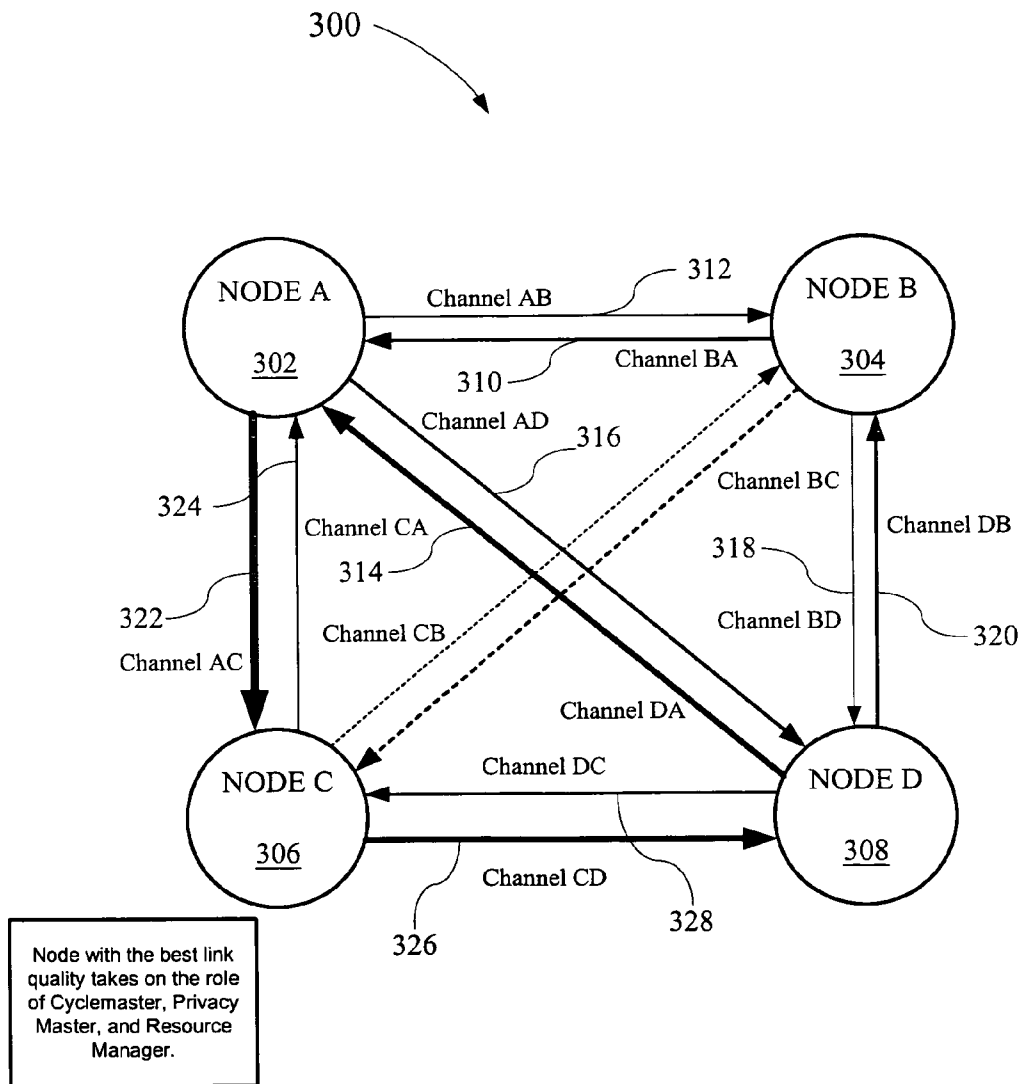 300
NODE A
302
NODE B
304
Channel AB
312
310
Channel BA
Channel AD
316
324
Channel CA
314
Channel BC
318
Channel DB
322
Channel CB
Channel BD
320
Channel AC
Channel DA
NODE C
306
Channel DC
NODE D
308
Channel CD
326
328
Node with the best link
quality takes on the role
of Cyclemaster, Privacy
Master, and Resource
Manager.